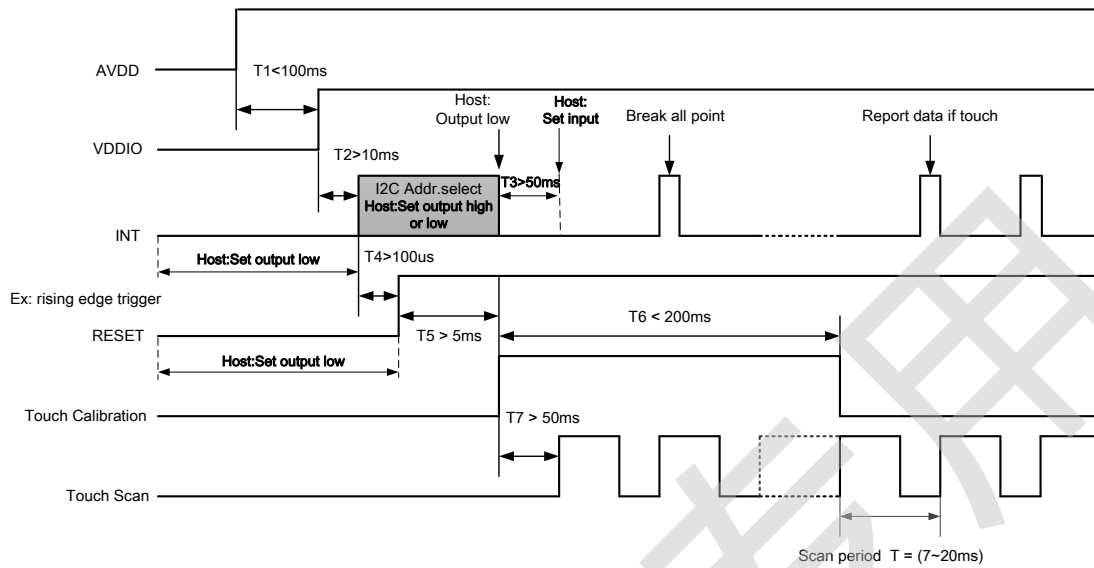 AVDD
T1<100ms
VDDIO
Host:
Output low
Host:
Set input
Break all point
Report data if touch
T2>10ms
T3>50ms
I2C Addr.select
Host:Set output high
or low
INT
Host:Set output low
T4>100us
Ex: rising edge trigger
RESET
T5 > 5ms
T6 < 200ms
Host:Set output low
Touch Calibration
T7 > 50ms
Touch Scan
Scan period T = (7~20ms)
专用